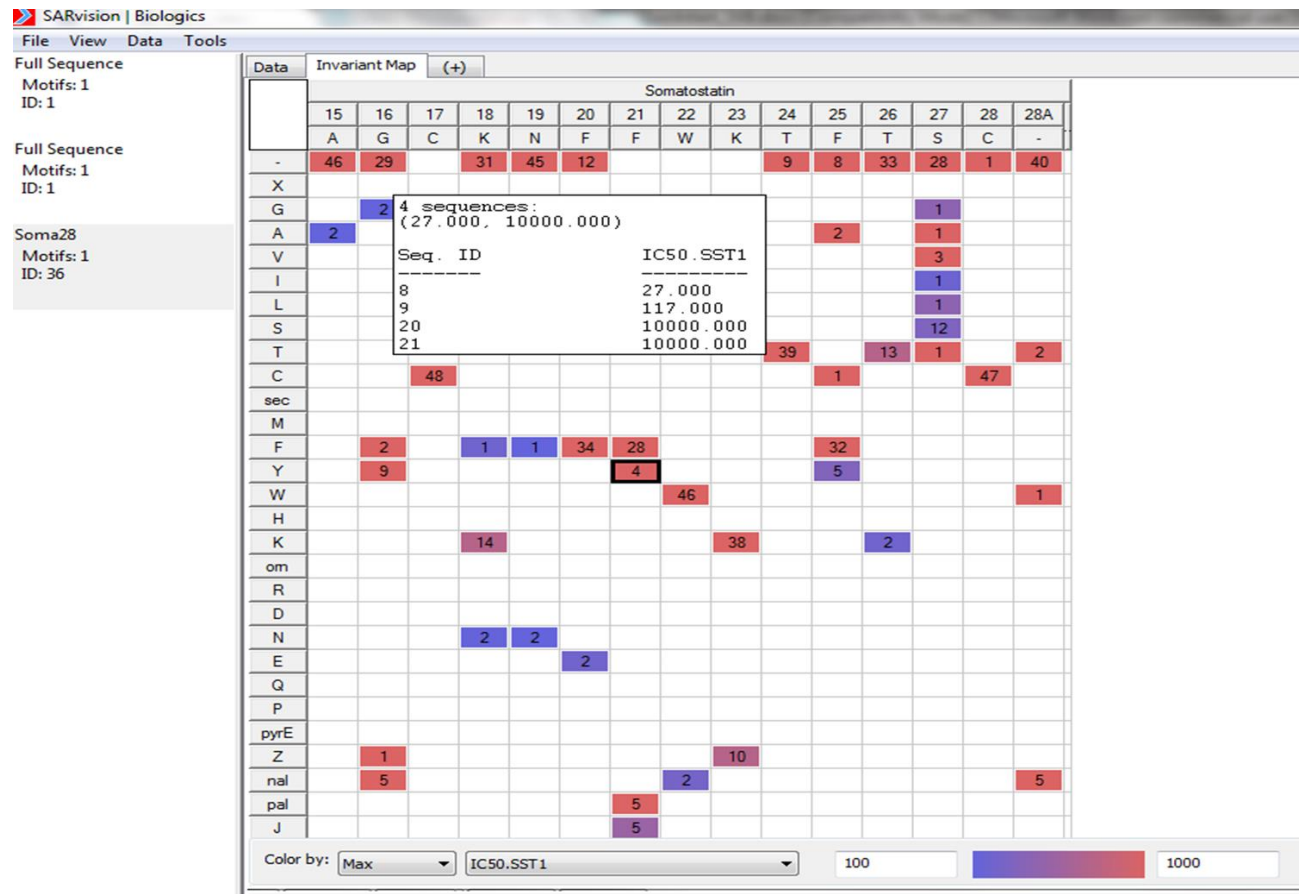 SARvision | Biologics
File View Data Tools
Full Sequence
Motifs: 1
ID: 1
Full Sequence
Motifs: 1
ID: 1
Soma28
Motifs: 1
ID: 36
Data Invariant Map (+)
Somatostatin
15 16 17 18 19 20 21 22 23 24 25 26 27 28 28A
A G C K N F F W K T F T S C -
- 46 29 31 45 12 9 8 33 28 1 40
X
G 2 1
A 2 2 1
V 3
I 1
L 1
S 12
T 39 13 1 2
C 48 1 47
sec
M
F 2 1 1 34 28 32
Y 9 4 5
W 46 1
H
K 14 38 2
orn
R
D
N 2 2
E 2
Q
P
pyrE
Z 1 10
nal 5 2 5
pal 5
J 5
4 sequences:
(27.000, 10000.000)
Seq. ID IC50.SST1
------- ---------
8 27.000
9 117.000
20 10000.000
21 10000.000
Color by: Max IC50.SST1 100 1000